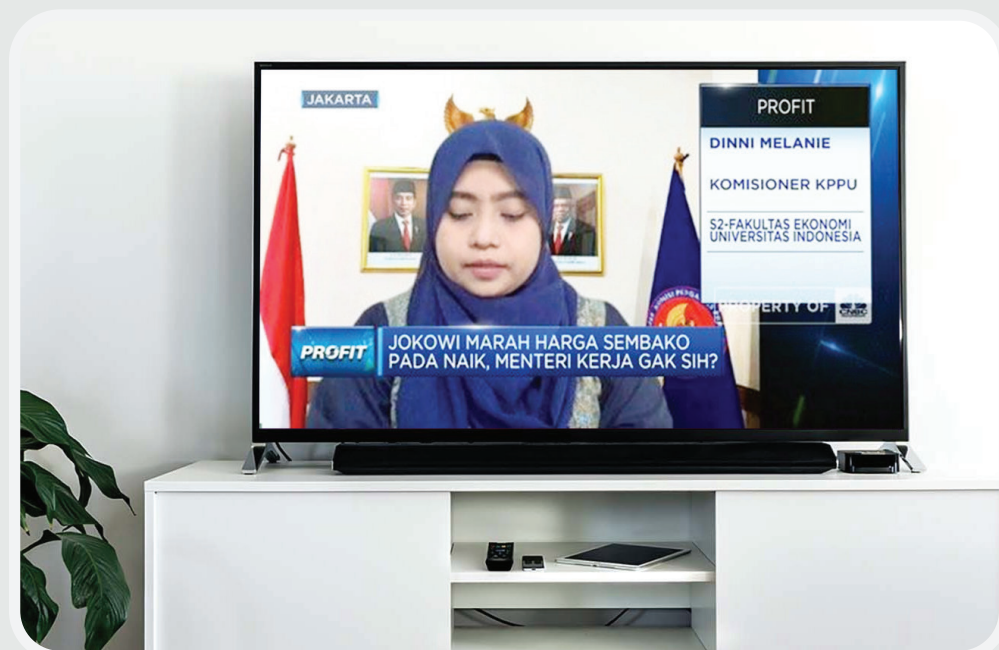 JAKARTA
PROFIT
DINNI MELANIE
KOMISIONER KPPU
S2-FAKULTAS EKONOMI
UNIVERSITAS INDONESIA
PROPERTY OF
CNBC
PROFIT
JOKOWI MARAH HARGA SEMBAKO
PADA NAIK, MENTERI KERJA GAK SIH?